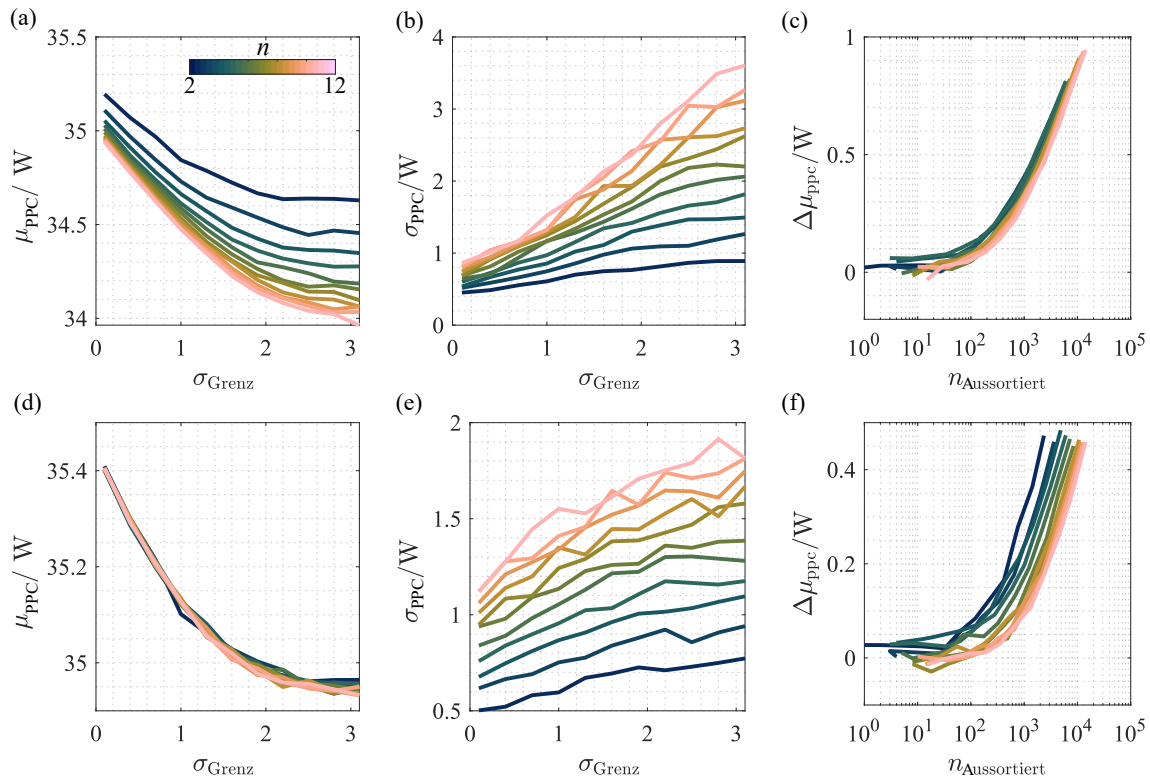 (a)
μPPC/ W
35.5
35
34.5
34
0
1
2
3
σGrenz
n
2
12
(b)
σPPC/W
4
3
2
1
0
0
1
2
3
σGrenz
(c)
Δμppc/W
1
0.5
0
10^0
10^1
10^2
10^3
10^4
10^5
nAussortiert
(d)
μPPC/ W
35.4
35.2
35
0
1
2
3
σGrenz
(e)
σPPC/W
2
1.5
1
0.5
0
1
2
3
σGrenz
(f)
Δμppc/W
0.4
0.2
0
10^0
10^1
10^2
10^3
10^4
10^5
nAussortiert